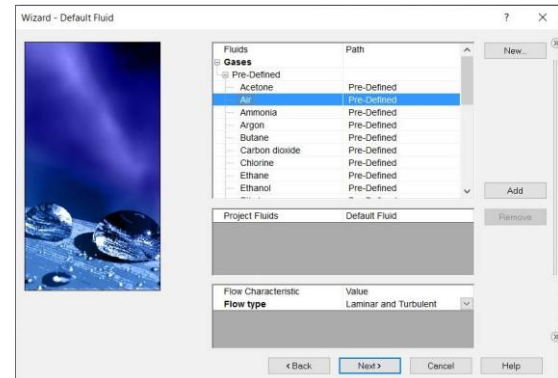 Wizard - Default Fluid ? ×
Fluids Path New...
Gases
Pre-Defined
Acetone Pre-Defined
Air Pre-Defined
Ammonia Pre-Defined
Argon Pre-Defined
Butane Pre-Defined
Carbon dioxide Pre-Defined
Chlorine Pre-Defined
Ethane Pre-Defined
Ethanol Pre-Defined Add
Project Fluids Default Fluid Remove
Flow Characteristic Value
Flow type Laminar and Turbulent
< Back Next > Cancel Help